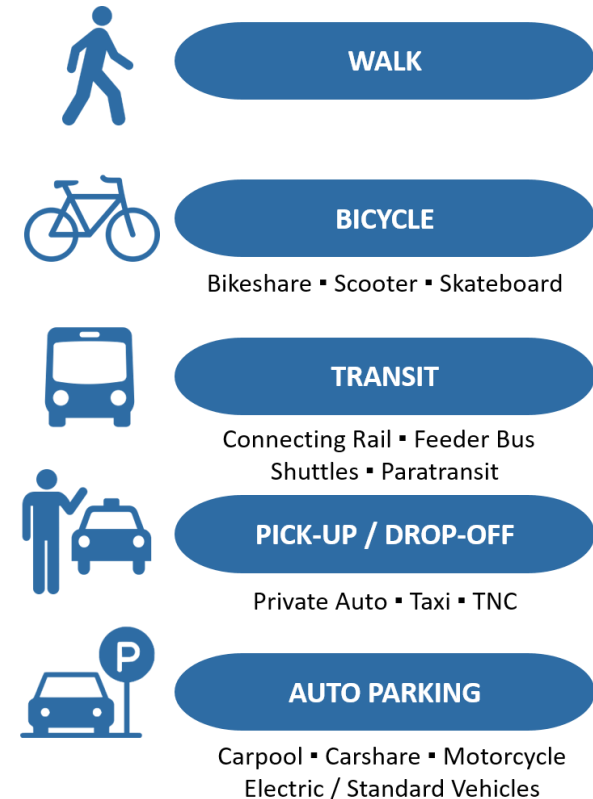 WALK
BICYCLE
Bikeshare ▪ Scooter ▪ Skateboard
TRANSIT
Connecting Rail ▪ Feeder Bus
Shuttles ▪ Paratransit
PICK-UP / DROP-OFF
Private Auto ▪ Taxi ▪ TNC
P
AUTO PARKING
Carpool ▪ Carshare ▪ Motorcycle
Electric / Standard Vehicles